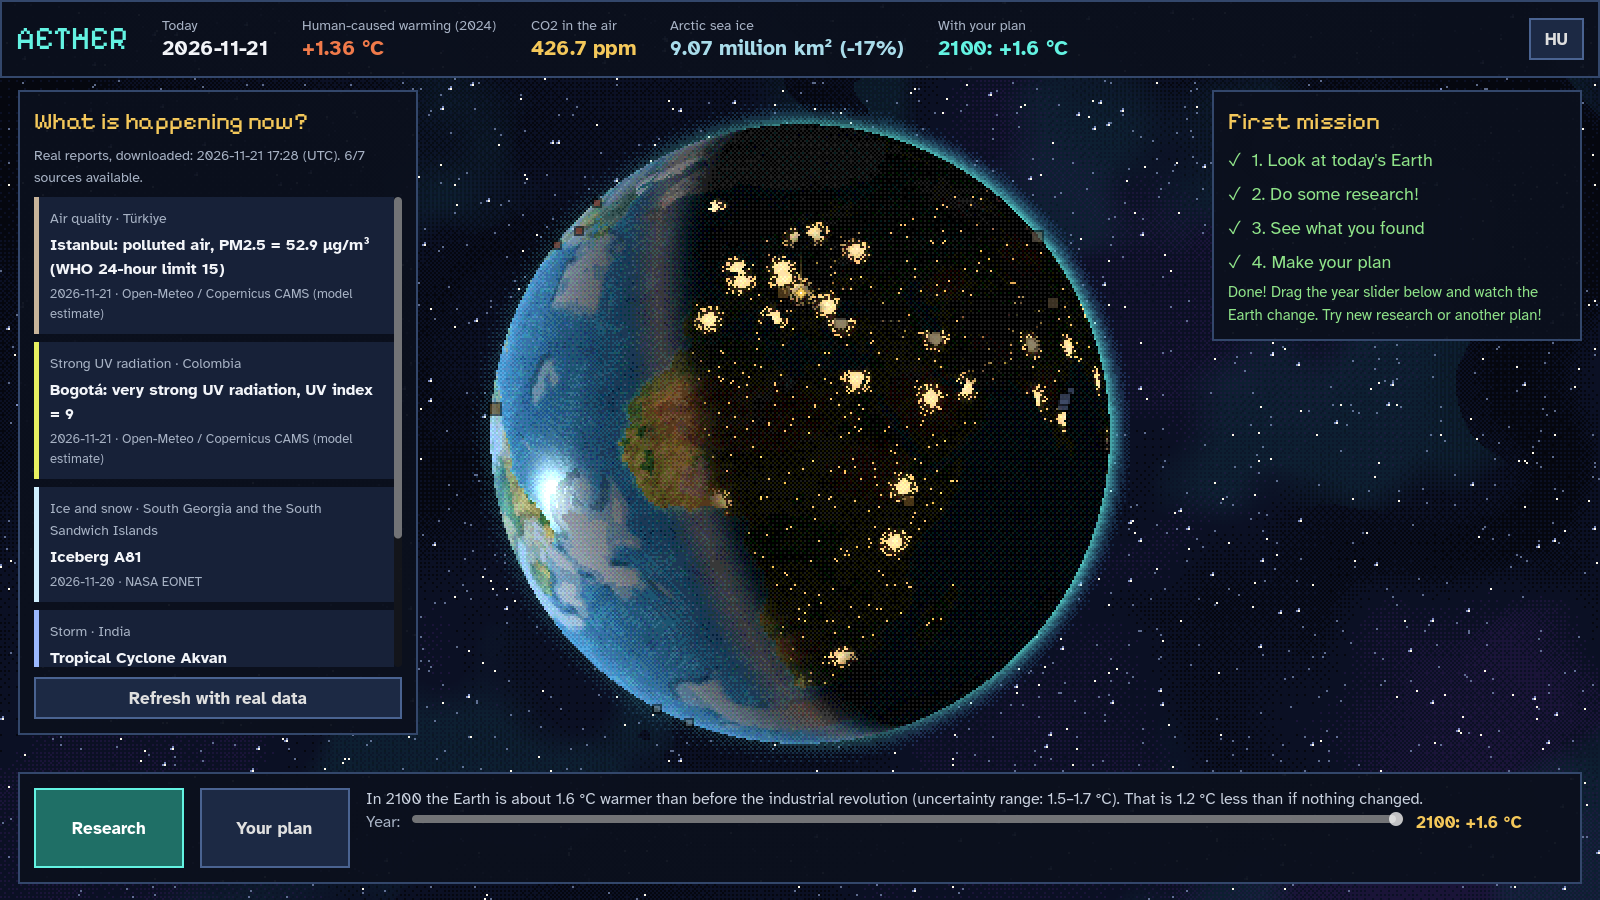 AETHER
Today
2026-11-21
Human-caused warming (2024)
+1.36 °C
CO2 in the air
426.7 ppm
Arctic sea ice
9.07 million km² (-17%)
With your plan
2100: +1.6 °C
HU
What is happening now?
Real reports, downloaded: 2026-11-21 17:28 (UTC). 6/7
sources available.
Air quality · Türkiye
Istanbul: polluted air, PM2.5 = 52.9 µg/m³
(WHO 24-hour limit 15)
2026-11-21 · Open-Meteo / Copernicus CAMS (model
estimate)
Strong UV radiation · Colombia
Bogotá: very strong UV radiation, UV index
= 9
2026-11-21 · Open-Meteo / Copernicus CAMS (model
estimate)
Ice and snow · South Georgia and the South
Sandwich Islands
Iceberg A81
2026-11-20 · NASA EONET
Storm · India
Tropical Cyclone Akvan
Refresh with real data
First mission
✓ 1. Look at today's Earth
✓ 2. Do some research!
✓ 3. See what you found
✓ 4. Make your plan
Done! Drag the year slider below and watch the
Earth change. Try new research or another plan!
Research
Your plan
In 2100 the Earth is about 1.6 °C warmer than before the industrial revolution (uncertainty range: 1.5–1.7 °C). That is 1.2 °C less than if nothing changed.
Year:
2100: +1.6 °C